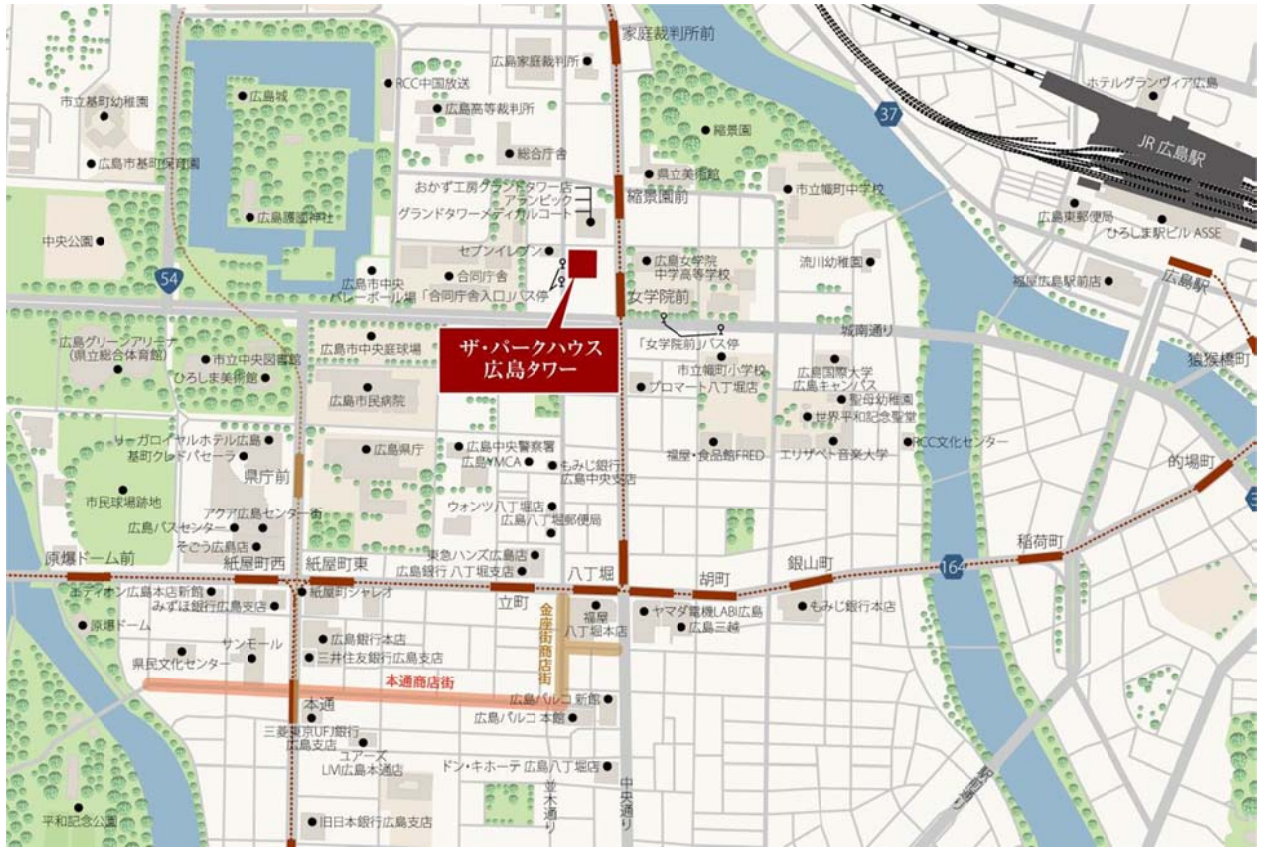 家庭裁判所前
広島家庭裁判所
RCC中国放送
ホテルグランヴィア広島
広島城
市立基町幼稚園
広島高等裁判所
37
縮景園
JR 広島駅
総合庁舎
広島市基町保育園
県立美術館
おかず工房グランドタワー店
アランビック
グランドタワーメディカルコート
市立幟町中学校
縮景園前
広島護國神社
広島東郵便局
ひろしま駅ビル ASSE
中央公園
セブンイレブン
広島女学院
中学高等学校
流川幼稚園
広島駅
54
広島市中央
バレーボール場
合同庁舎
「合同庁舎入口」バス停
福屋広島駅前店
女学院前
城南通り
ザ・パークハウス
広島タワー
広島グリーンアリーナ
(県立総合体育館)
市立中央図書館
ひろしま美術館
広島市中央庭球場
「女学院前」バス停
猿猴橋町
市立幟町小学校
広島国際大学
広島キャンパス
広島市民病院
プロマート八丁堀店
聖母幼稚園
世界平和記念聖堂
リーガロイヤルホテル広島
基町クレドパセーラ
広島県庁
広島中央警察署
広島YMCA
もみじ銀行
広島中央支店
福屋・食品館FRED
エリザベト音楽大学
RCC文化センター
的場町
県庁前
市民球場跡地
アクア広島センター街
広島バスセンター
そごう広島店
ウォンツ八丁堀店
広島八丁堀郵便局
東急ハンズ広島店
広島銀行 八丁堀支店
稲荷町
原爆ドーム前
紙屋町西
紙屋町東
八丁堀
胡町
銀山町
164
エディオン広島本店新館
みずほ銀行広島支店
紙屋町シャレオ
立町
福屋
八丁堀本店
ヤマダ電機LABI広島
広島三越
もみじ銀行本店
原爆ドーム
県民文化センター
サンモール
広島銀行本店
三井住友銀行広島支店
金座街商店街
本通商店街
本通
広島パルコ 新館
広島パルコ 本館
三菱東京UFJ銀行
広島支店
ユアーズ
LIVI広島本通店
ドン・キホーテ 広島八丁堀店
並木通り
中央通り
駅前通り
平和記念公園
旧日本銀行広島支店